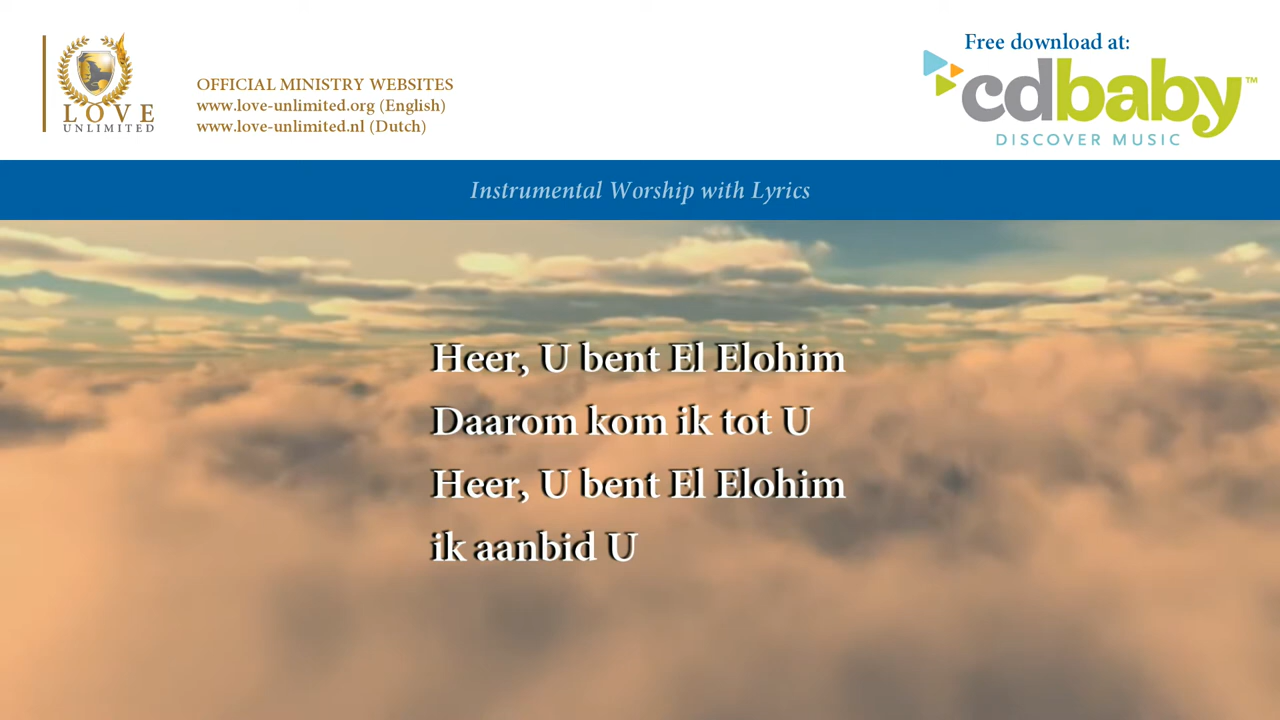 LOVE
UNLIMITED
OFFICIAL MINISTRY WEBSITES
www.love-unlimited.org (English)
www.love-unlimited.nl (Dutch)
Free download at:
cdbaby™
DISCOVER MUSIC
Instrumental Worship with Lyrics
Heer, U bent El Elohim
Daarom kom ik tot U
Heer, U bent El Elohim
ik aanbid U